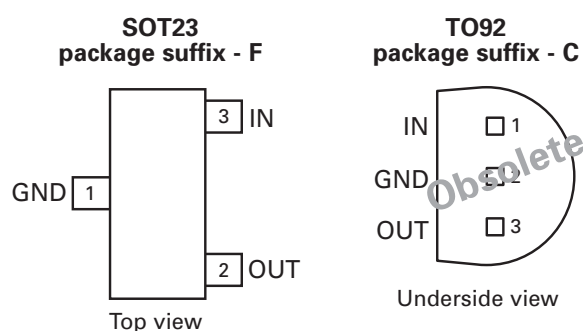 SOT23
package suffix - F
3 IN
GND 1
2 OUT
Top view
TO92
package suffix - C
IN 1
GND 2
OUT 3
Obsolete
Underside view